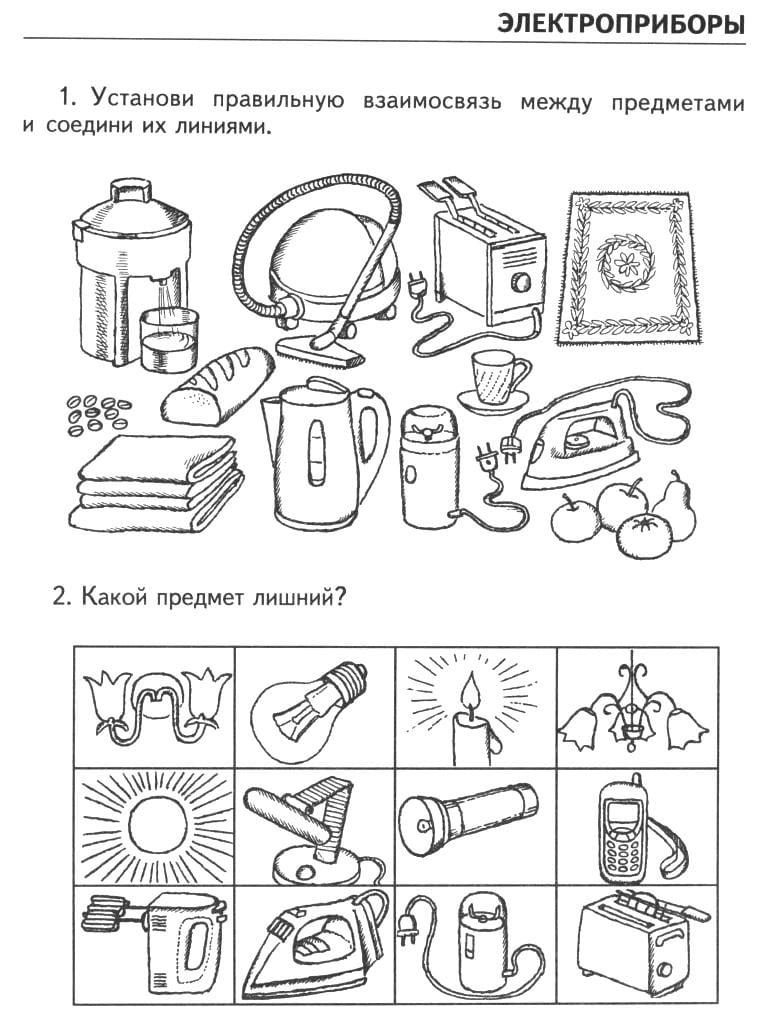 ЭЛЕКТРОПРИБОРЫ
1. Установи правильную взаимосвязь между предметами
и соедини их линиями.
2. Какой предмет лишний?